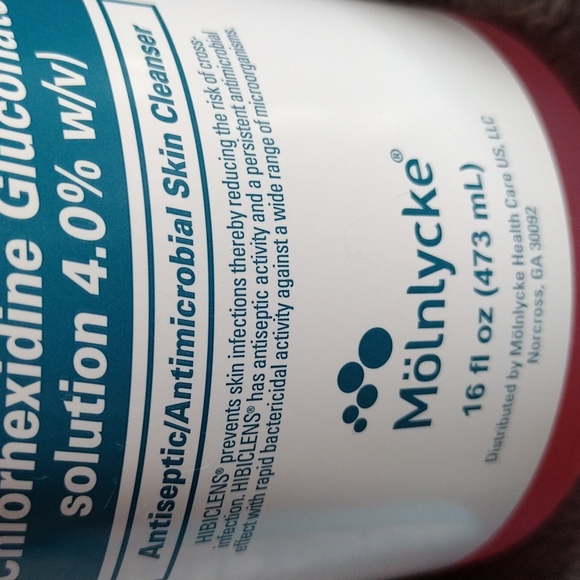 hlorhexidine Gluconate
solution 4.0% w/v)
Antiseptic/Antimicrobial Skin Cleanser
HIBICLENS® prevents skin infections thereby reducing the risk of cross-
infection. HIBICLENS® has antiseptic activity and a persistent antimicrobial
effect with rapid bactericidal activity against a wide range of microorganisms.
Mölnlycke®
16 fl oz (473 mL)
Distributed by Mölnlycke Health Care US, LLC
Norcross, GA 30092